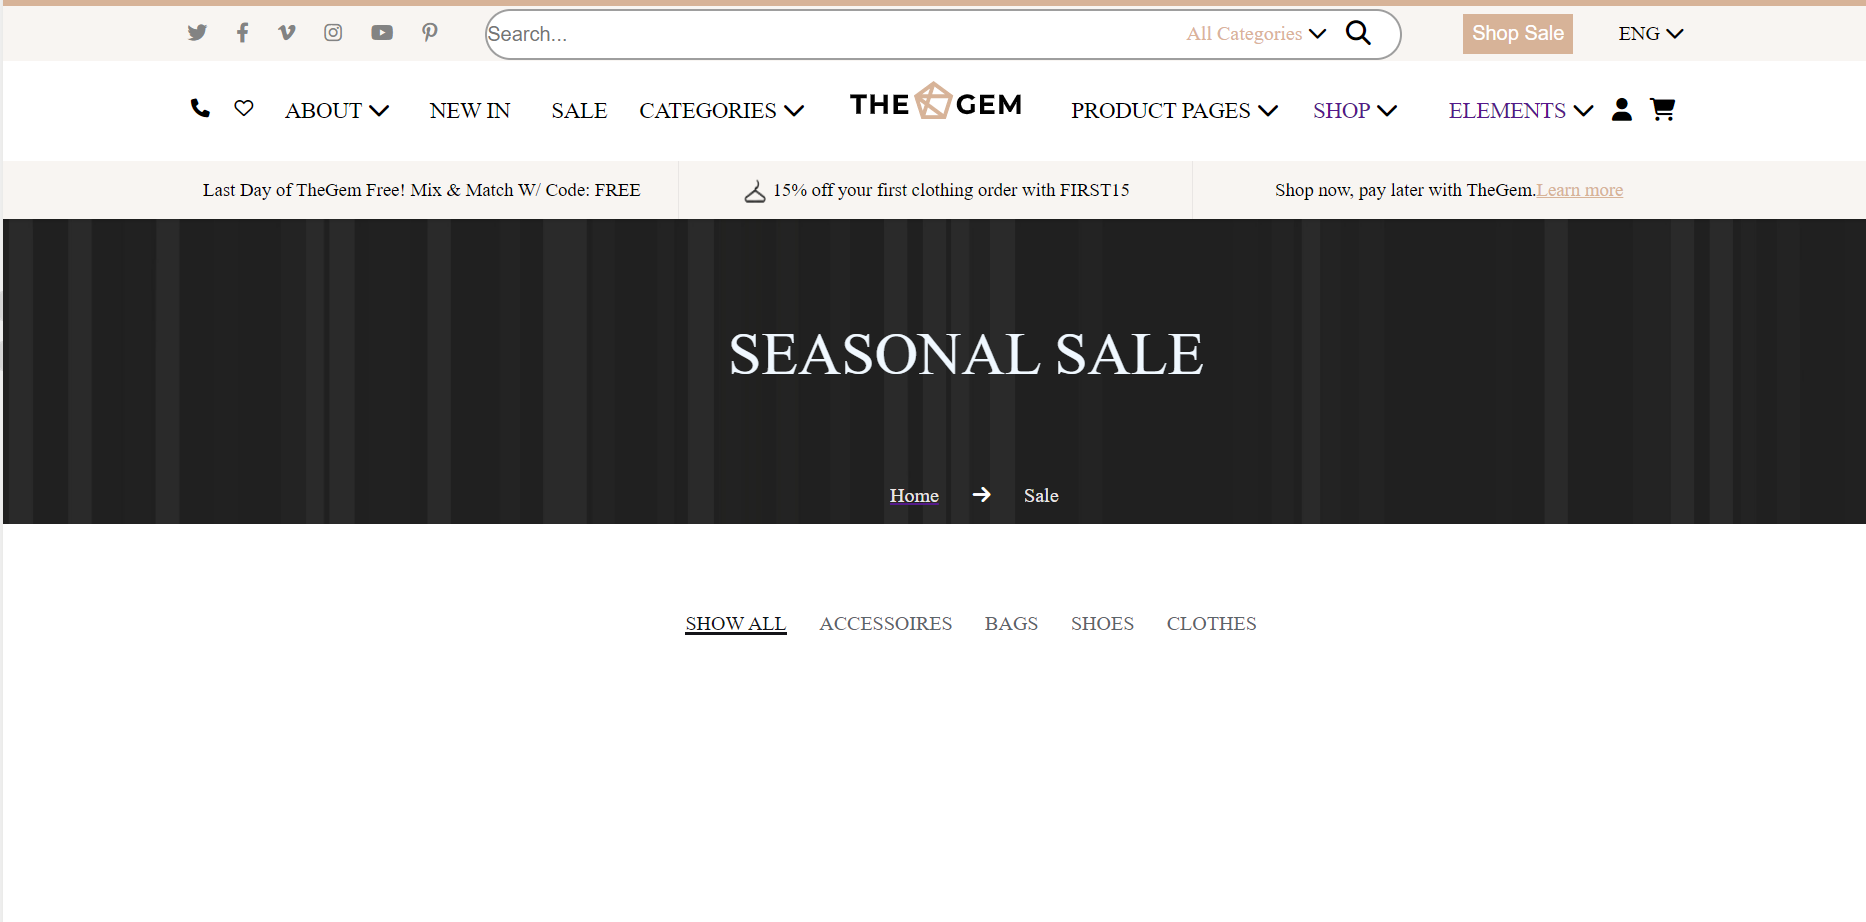 Search... All Categories Shop Sale ENG
ABOUT NEW IN SALE CATEGORIES THE GEM PRODUCT PAGES SHOP ELEMENTS
Last Day of TheGem Free! Mix & Match W/ Code: FREE 15% off your first clothing order with FIRST15 Shop now, pay later with TheGem.Learn more
SEASONAL SALE
Home Sale
SHOW ALL ACCESSOIRES BAGS SHOES CLOTHES